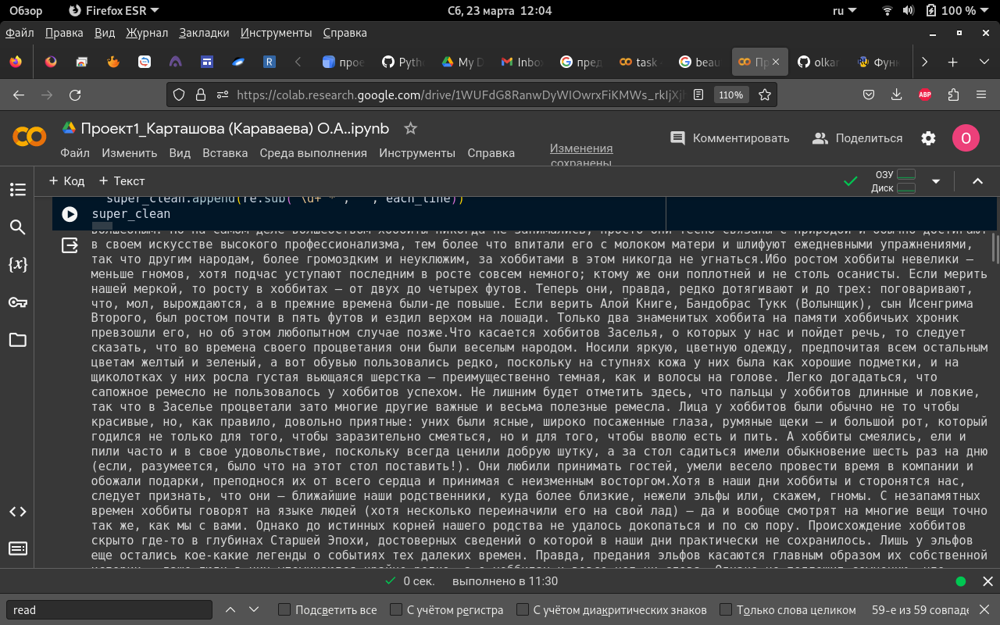 Обзор Firefox ESR Сб, 23 марта 12:04 ru 100 %
Файл Правка Вид Журнал Закладки Инструменты Справка
прое Pyth My D Inbo пред task beau Пр olkar Функ
https://colab.research.google.com/drive/1WUFdG8RanwDyWIOwrxFiKMWs_rkIjXj 110% ABP
Проект1_Карташова (Караваева) О.А..ipynb
Файл Изменить Вид Вставка Среда выполнения Инструменты Справка Изменения сохранены Комментировать Поделиться O
+ Код + Текст ОЗУ Диск
super_clean.append(re.sub('\d+ *', '', each_line))
super_clean
волшебным. Но на самом деле волшебством хоббиты никогда не занимались, просто они тесно связаны с природой и обычно достигают
в своем искусстве высокого профессионализма, тем более что впитали его с молоком матери и шлифуют ежедневными упражнениями,
так что другим народам, более громоздким и неуклюжим, за хоббитами в этом никогда не угнаться.Ибо ростом хоббиты невелики —
меньше гномов, хотя подчас уступают последним в росте совсем немного; ктому же они поплотней и не столь осанисты. Если мерить
нашей меркой, то росту в хоббитах — от двух до четырех футов. Теперь они, правда, редко дотягивают и до трех: поговаривают,
что, мол, вырождаются, а в прежние времена были-де повыше. Если верить Алой Книге, Бандобрас Тукк (Волынщик), сын Исенгрима
Второго, был ростом почти в пять футов и ездил верхом на лошади. Только два знаменитых хоббита на памяти хоббичьих хроник
превзошли его, но об этом любопытном случае позже.Что касается хоббитов Заселья, о которых у нас и пойдет речь, то следует
сказать, что во времена своего процветания они были веселым народом. Носили яркую, цветную одежду, предпочитая всем остальным
цветам желтый и зеленый, а вот обувью пользовались редко, поскольку на ступнях кожа у них была как хорошие подметки, и на
щиколотках у них росла густая вьющаяся шерстка — преимущественно темная, как и волосы на голове. Легко догадаться, что
сапожное ремесло не пользовалось у хоббитов успехом. Не лишним будет отметить здесь, что пальцы у хоббитов длинные и ловкие,
так что в Заселье процветали зато многие другие важные и весьма полезные ремесла. Лица у хоббитов были обычно не то чтобы
красивые, но, как правило, довольно приятные: уних были ясные, широко посаженные глаза, румяные щеки — и большой рот, который
годился не только для того, чтобы заразительно смеяться, но и для того, чтобы вволю есть и пить. А хоббиты смеялись, ели и
пили часто и в свое удовольствие, поскольку всегда ценили добрую шутку, а за стол садиться имели обыкновение шесть раз на дню
(если, разумеется, было что на этот стол поставить!). Они любили принимать гостей, умели весело провести время в компании и
обожали подарки, преподнося их от всего сердца и принимая с неизменным восторгом.Хотя в наши дни хоббиты и сторонятся нас,
следует признать, что они — ближайшие наши родственники, куда более близкие, нежели эльфы или, скажем, гномы. С незапамятных
времен хоббиты говорят на языке людей (хотя несколько переиначили его на свой лад) — да и вообще смотрят на многие вещи точно
так же, как мы с вами. Однако до истинных корней нашего родства не удалось докопаться и по сю пору. Происхождение хоббитов
скрыто где-то в глубинах Старшей Эпохи, достоверных сведений о которой в наши дни практически не сохранилось. Лишь у эльфов
еще остались кое-какие легенды о событиях тех далеких времен. Правда, предания эльфов касаются главным образом их собственной
0 сек. выполнено в 11:30
read Подсветить все С учётом регистра С учётом диакритических знаков Только слова целиком 59-е из 59 совпаде